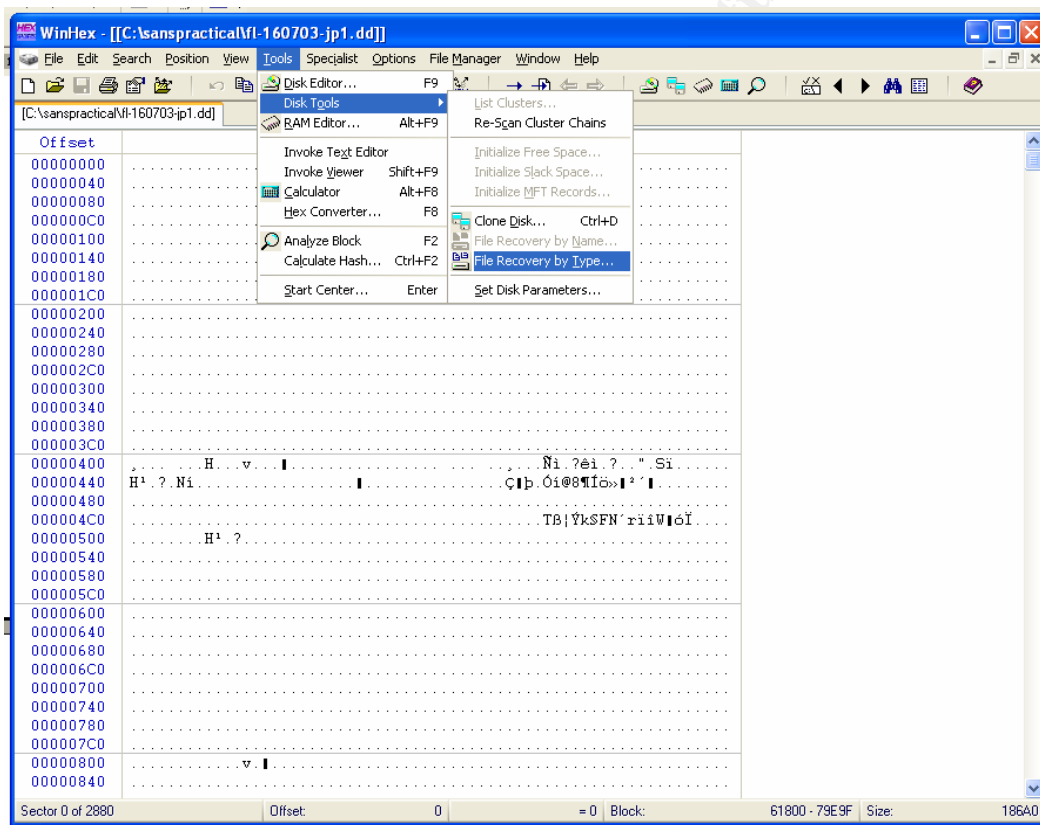 WinHex - [[C:\sanspractical\fl-160703-jp1.dd]]
File Edit Search Position View Tools Specialist Options File Manager Window Help
[C:\sanspractical\fl-160703-jp1.dd]
Disk Editor... F9
Disk Tools
RAM Editor... Alt+F9
Invoke Text Editor
Invoke Viewer Shift+F9
Calculator Alt+F8
Hex Converter... F8
Analyze Block F2
Calculate Hash... Ctrl+F2
Start Center... Enter
List Clusters...
Re-Scan Cluster Chains
Initialize Free Space...
Initialize Slack Space...
Initialize MFT Records...
Clone Disk... Ctrl+D
File Recovery by Name...
File Recovery by Type...
Set Disk Parameters...
Offset
00000000
00000040
00000080
000000C0
00000100
00000140
00000180
000001C0
00000200
00000240
00000280
000002C0
00000300
00000340
00000380
000003C0
00000400
00000440
00000480
000004C0
00000500
00000540
00000580
000005C0
00000600
00000640
00000680
000006C0
00000700
00000740
00000780
000007C0
00000800
00000840
Sector 0 of 2880 Offset: 0 = 0 Block: 61800 - 79E9F Size: 186A0